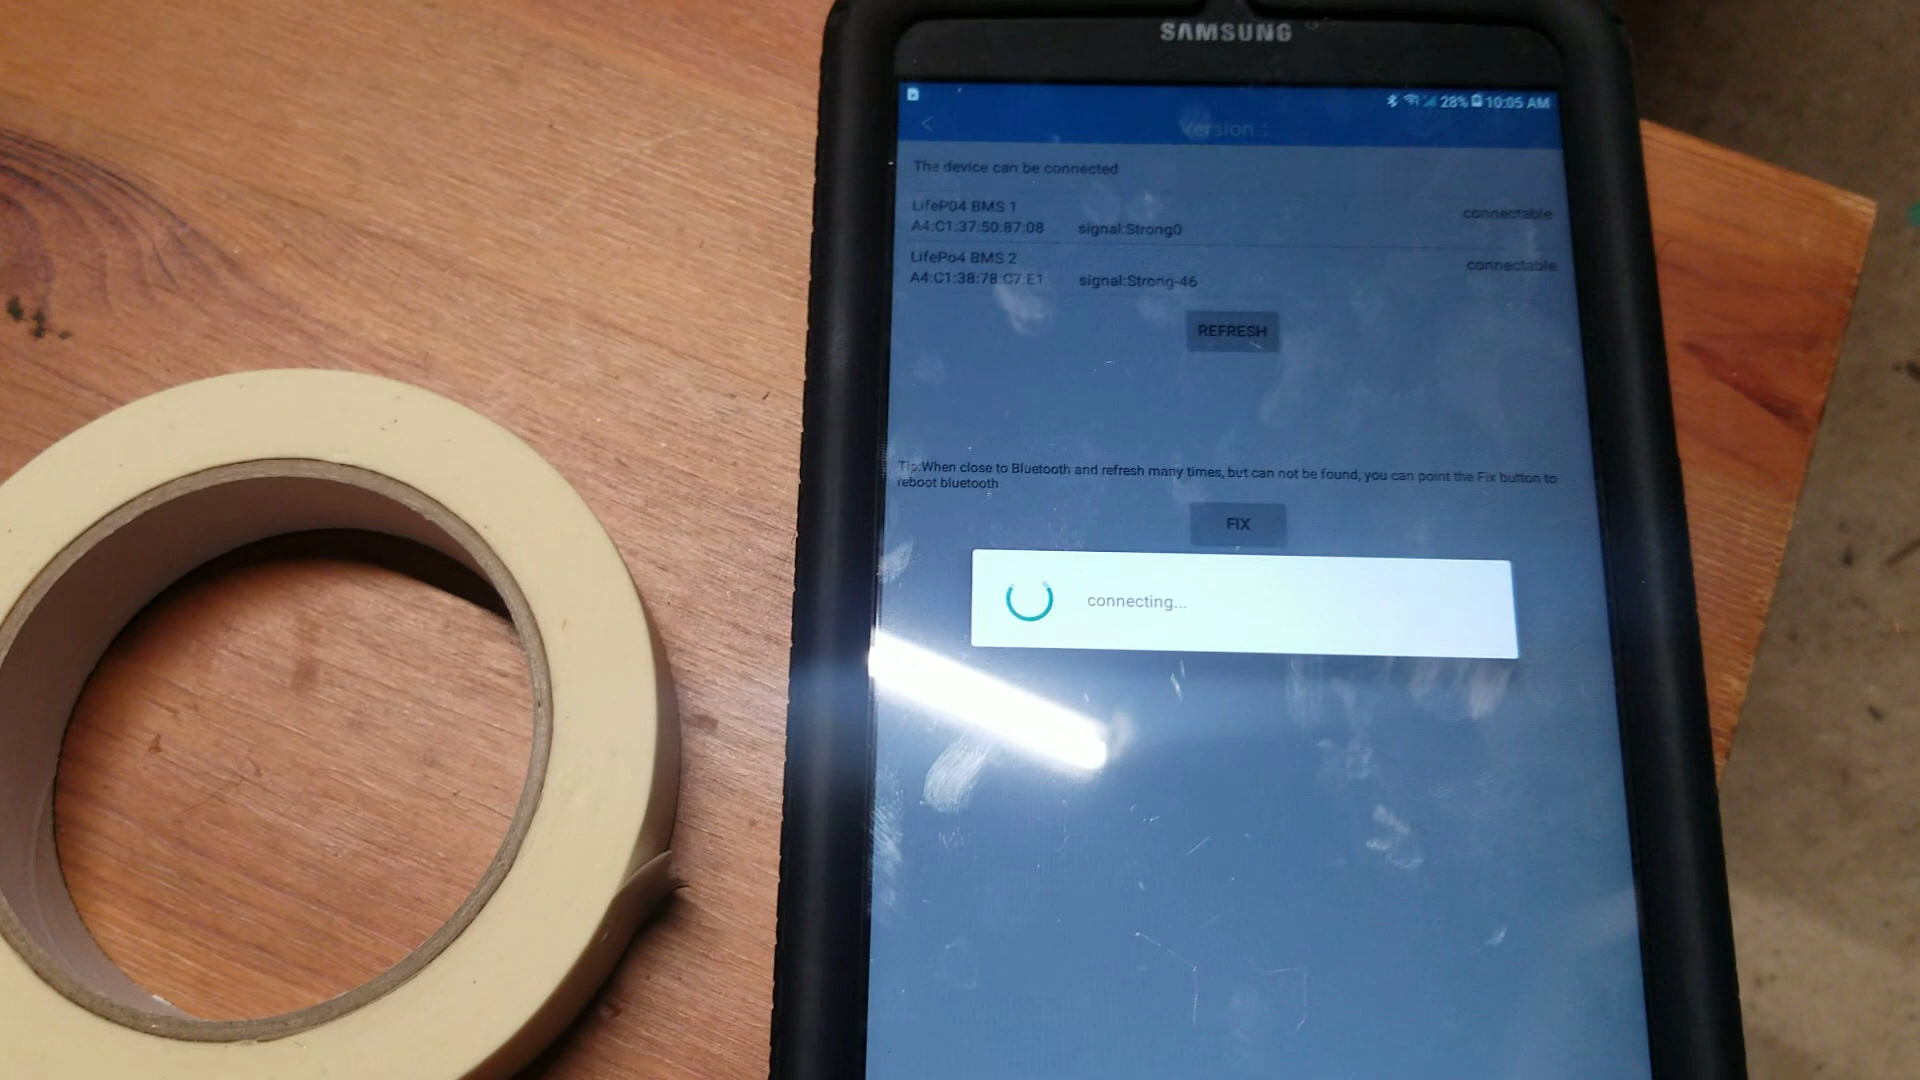 SAMSUNG
28% 10:05 AM
Version :
The device can be connected
LifeP04 BMS 1
connectable
A4:C1:37:50:87:08 signal:Strong0
LifePo4 BMS 2
connectable
A4:C1:38:78:C7:E1 signal:Strong-46
REFRESH
Tip:When close to Bluetooth and refresh many times, but can not be found, you can point the Fix button to
reboot bluetooth
FIX
connecting...